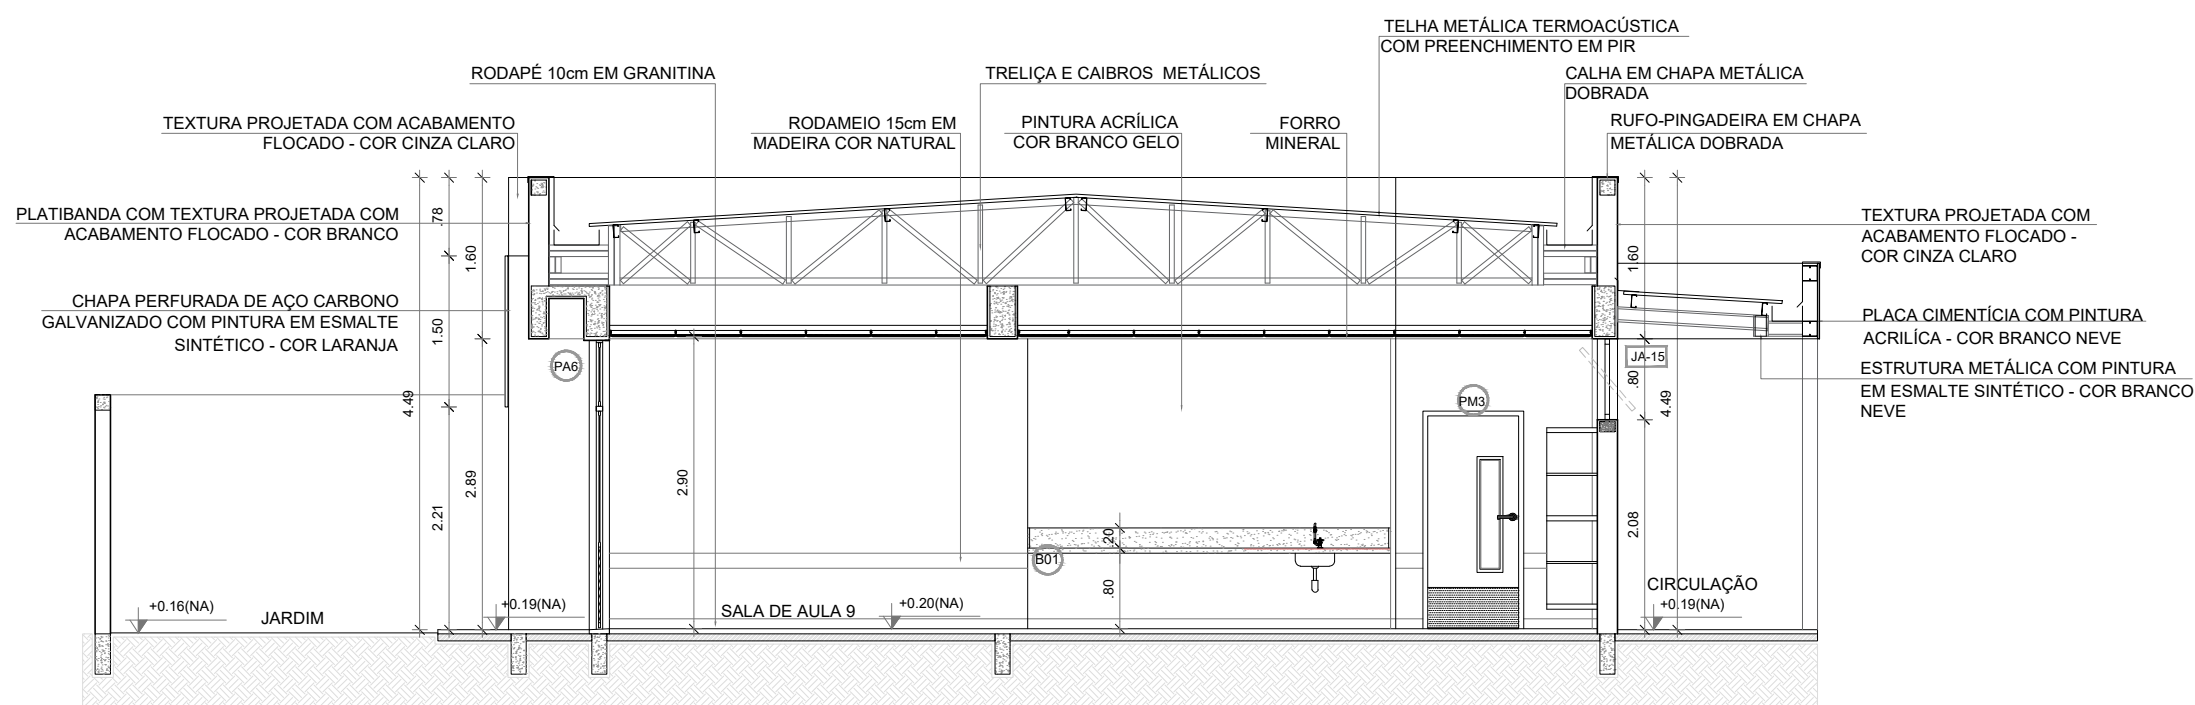 TELHA METÁLICA TERMOACÚSTICA
COM PREENCHIMENTO EM PIR
RODAPÉ 10cm EM GRANITINA
TRELIÇA E CAIBROS METÁLICOS
CALHA EM CHAPA METÁLICA
DOBRADA
TEXTURA PROJETADA COM ACABAMENTO
FLOCADO - COR CINZA CLARO
RODAMEIO 15cm EM
MADEIRA COR NATURAL
PINTURA ACRÍLICA
COR BRANCO GELO
FORRO
MINERAL
RUFO-PINGADEIRA EM CHAPA
METÁLICA DOBRADA
PLATIBANDA COM TEXTURA PROJETADA COM
ACABAMENTO FLOCADO - COR BRANCO
TEXTURA PROJETADA COM
ACABAMENTO FLOCADO -
COR CINZA CLARO
CHAPA PERFURADA DE AÇO CARBONO
GALVANIZADO COM PINTURA EM ESMALTE
SINTÉTICO - COR LARANJA
PLACA CIMENTÍCIA COM PINTURA
ACRILÍCA - COR BRANCO NEVE
ESTRUTURA METÁLICA COM PINTURA
EM ESMALTE SINTÉTICO - COR BRANCO
NEVE
.78
1.60
1.50
4.49
2.89
2.21
2.90
.20
.80
1.60
.80
4.49
2.08
PA6
JA-15
PM3
B01
+0.16(NA)
JARDIM
+0.19(NA)
SALA DE AULA 9
+0.20(NA)
CIRCULAÇÃO
+0.19(NA)